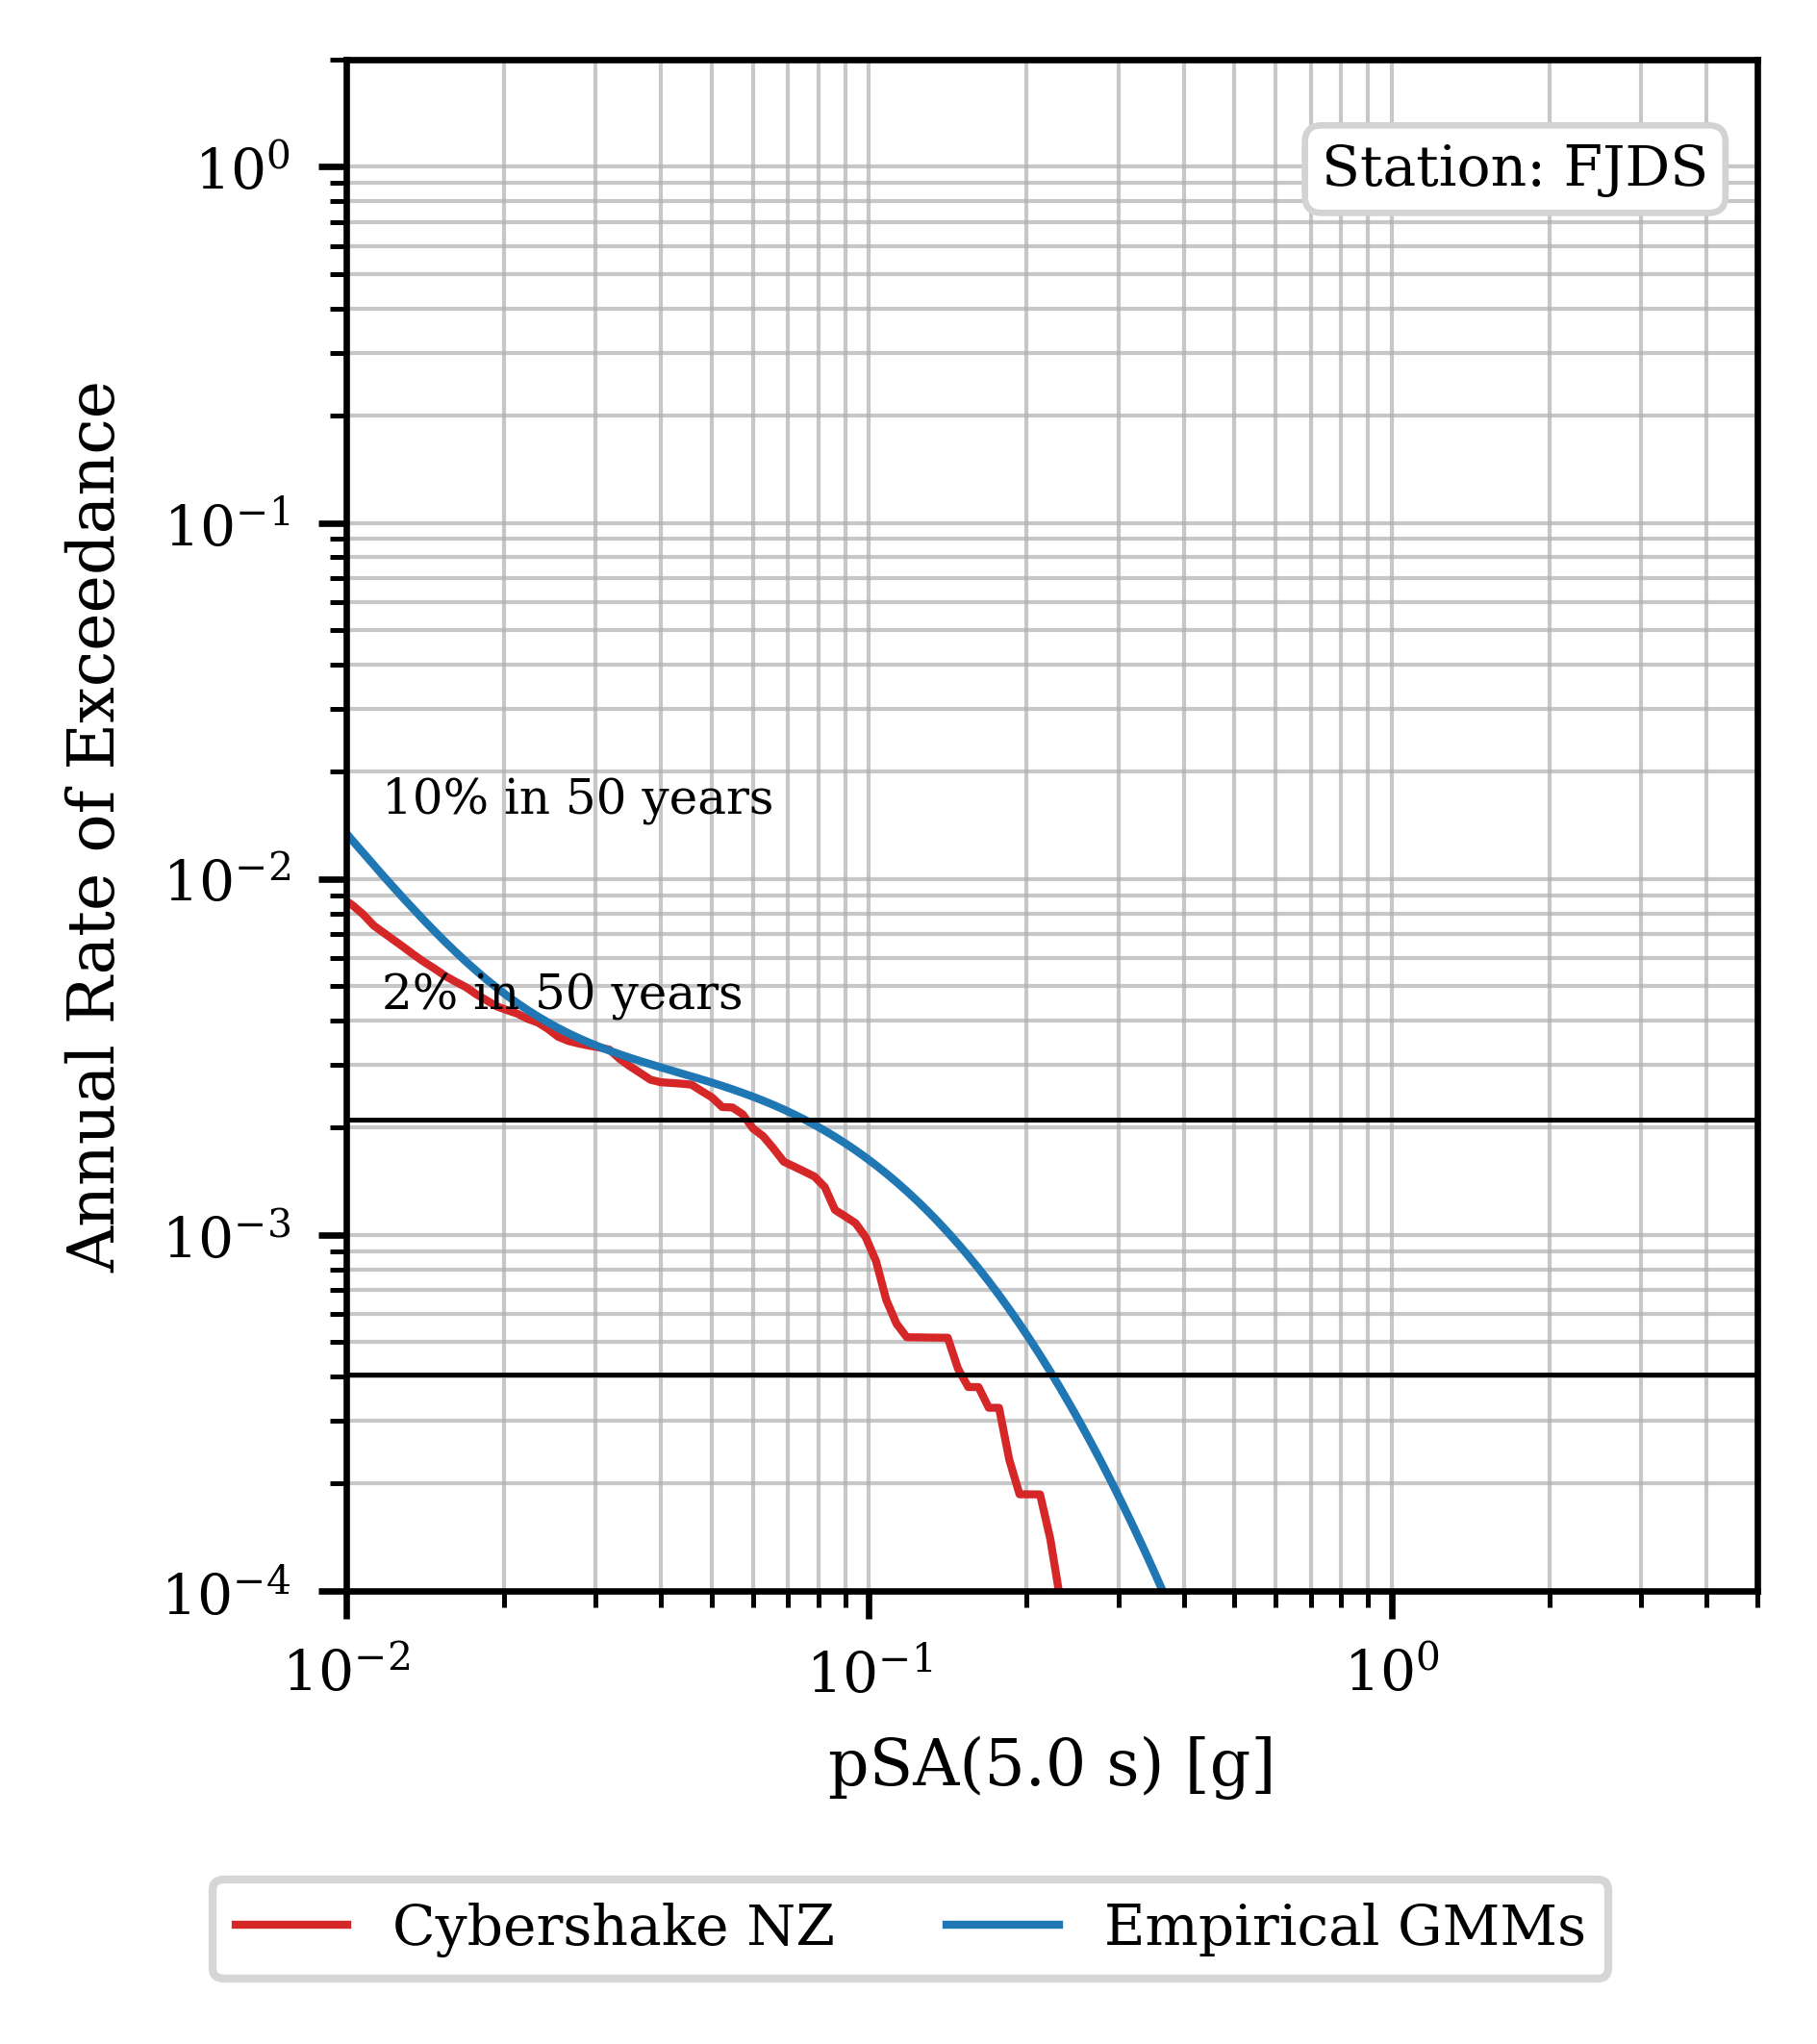 Station: FJDS
10⁰
10⁻¹
10⁻²
10⁻³
10⁻⁴
Annual Rate of Exceedance
10% in 50 years
2% in 50 years
10⁻²
10⁻¹
10⁰
pSA(5.0 s) [g]
Cybershake NZ
Empirical GMMs